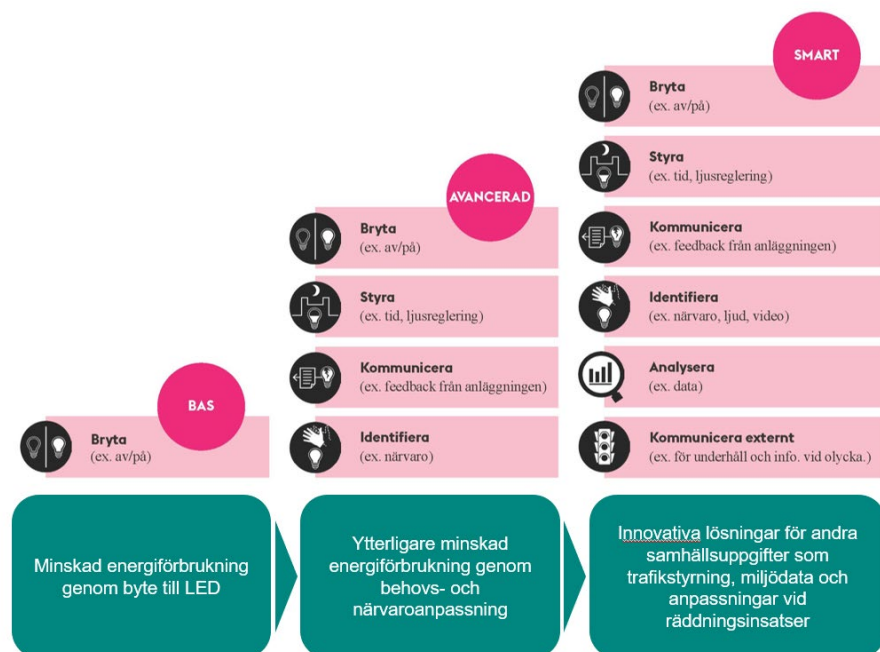 BAS
Bryta
(ex. av/på)
Minskad energiförbrukning
genom byte till LED
AVANCERAD
Bryta
(ex. av/på)
Styra
(ex. tid, ljusreglering)
Kommunicera
(ex. feedback från anläggningen)
Identifiera
(ex. närvaro)
Ytterligare minskad
energiförbrukning genom
behovs- och
närvaroanpassning
SMART
Bryta
(ex. av/på)
Styra
(ex. tid, ljusreglering)
Kommunicera
(ex. feedback från anläggningen)
Identifiera
(ex. närvaro, ljud, video)
Analysera
(ex. data)
Kommunicera externt
(ex. för underhåll och info. vid olycka.)
Innovativa lösningar för andra
samhällsuppgifter som
trafikstyrning, miljödata och
anpassningar vid
räddningsinsatser